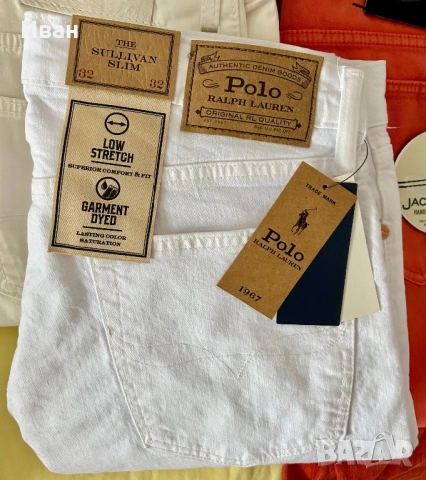 Иван
THE
SULLIVAN
SLIM
32 32
AUTHENTIC DENIM GOODS
Polo
RALPH LAUREN
ORIGINAL RL QUALITY
LOW
STRETCH
SUPERIOR COMFORT & FIT
GARMENT
DYED
LASTING COLOR
SATURATION
TRADE MARK
Polo
RALPH LAUREN
1967
JAC
HAND
BAZAR